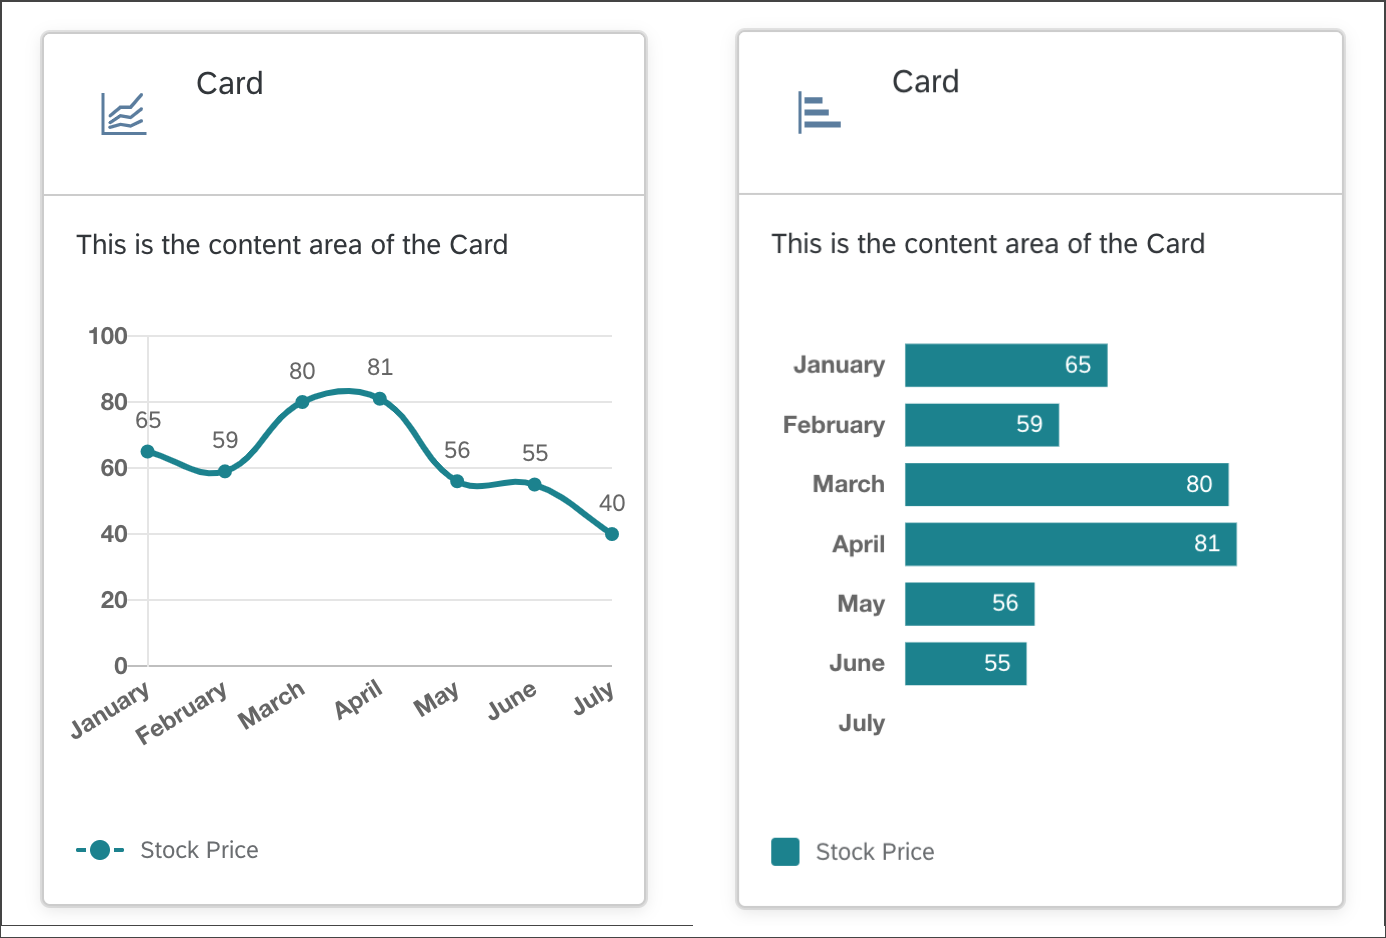 Card
This is the content area of the Card
100
80
60
40
20
0
65
59
80
81
56
55
40
January
February
March
April
May
June
July
Stock Price
Card
This is the content area of the Card
January 65
February 59
March 80
April 81
May 56
June 55
July
Stock Price